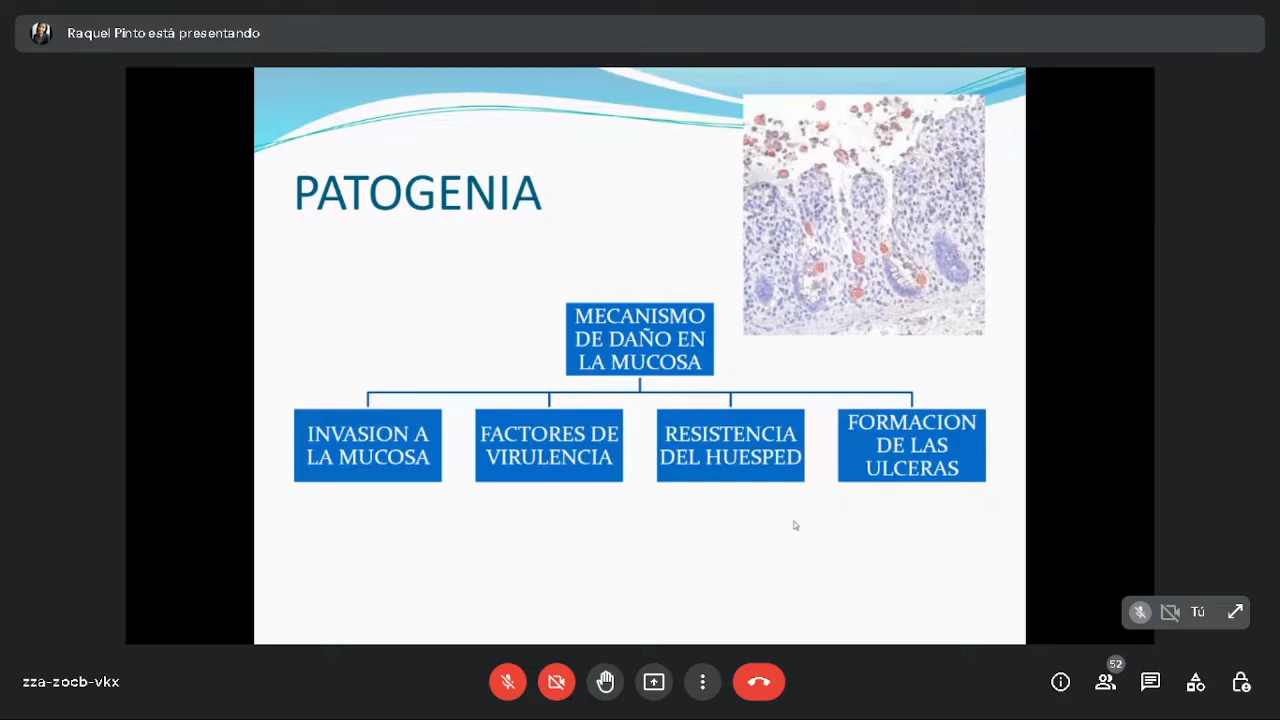 Raquel Pinto está presentando
PATOGENIA
MECANISMO
DE DAÑO EN
LA MUCOSA
INVASION A
LA MUCOSA
FACTORES DE
VIRULENCIA
RESISTENCIA
DEL HUESPED
FORMACION
DE LAS
ULCERAS
Tú
zza-zocb-vkx
52